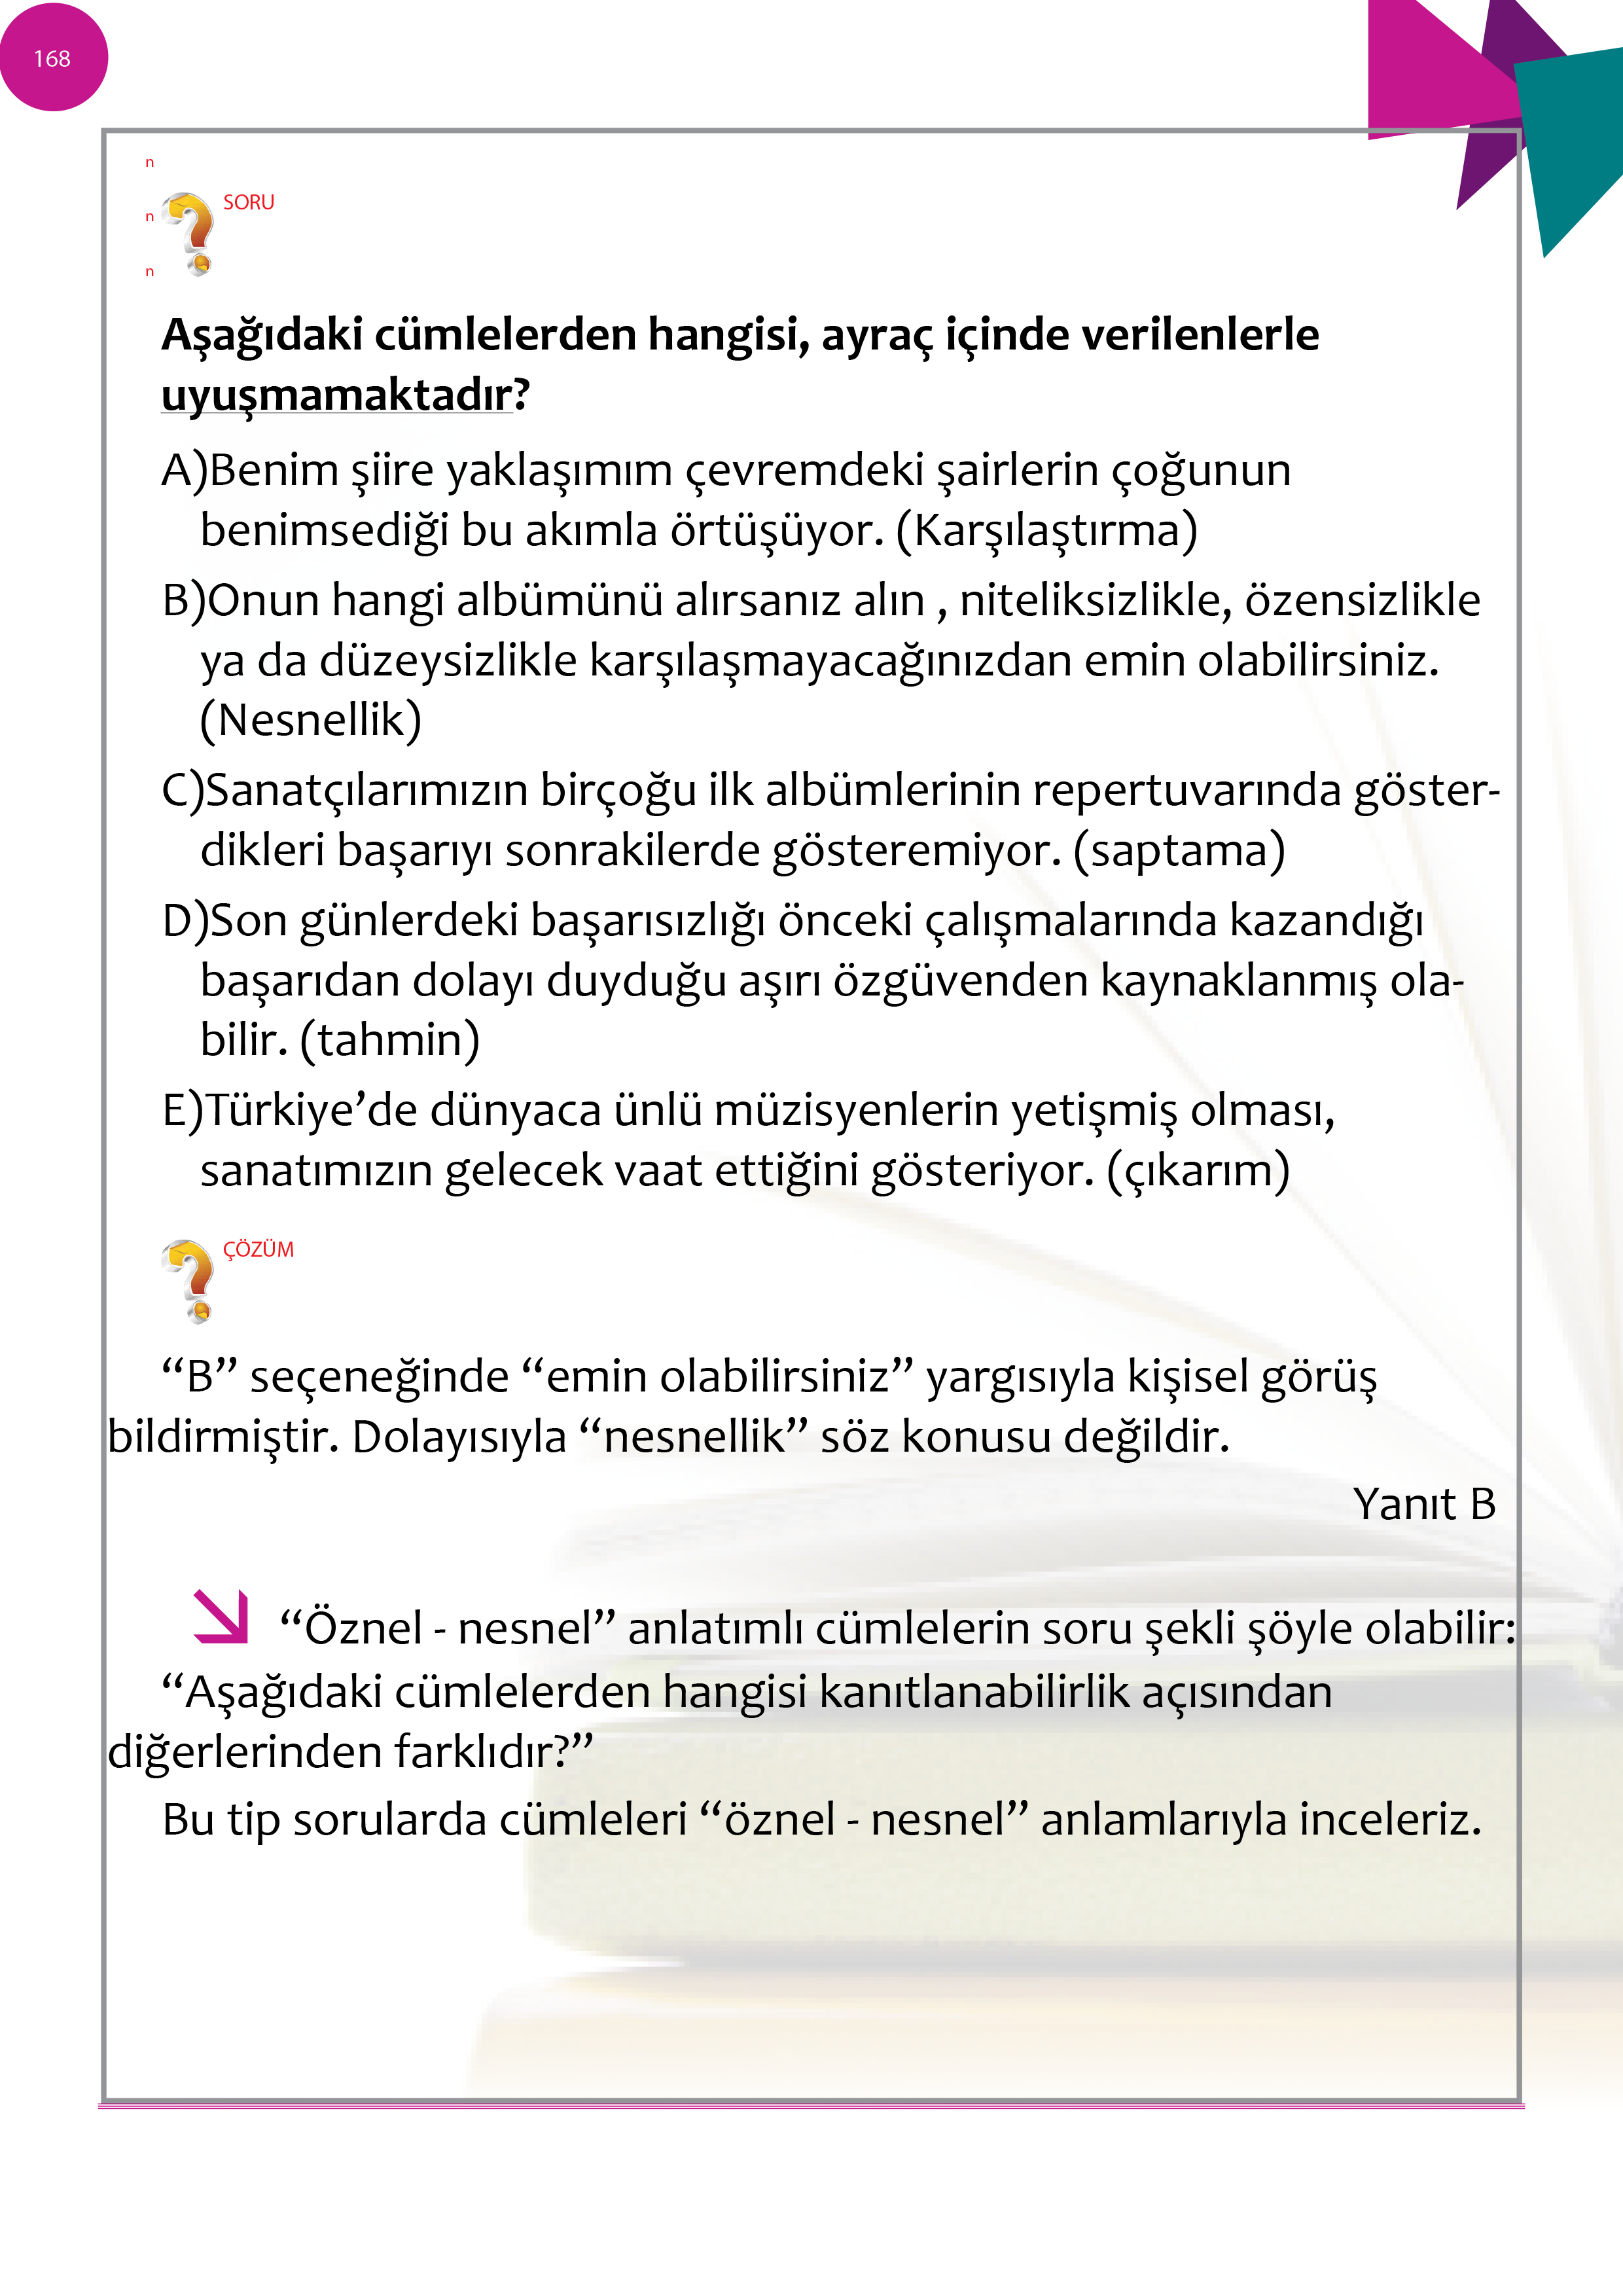 168
n
SORU
n
n
Aşağıdaki cümlelerden hangisi, ayraç içinde verilenlerle
uyuşmamaktadır?
A)Benim şiire yaklaşımım çevremdeki şairlerin çoğunun
benimsediği bu akımla örtüşüyor. (Karşılaştırma)
B)Onun hangi albümünü alırsanız alın , niteliksizlikle, özensizlikle
ya da düzeysizlikle karşılaşmayacağınızdan emin olabilirsiniz.
(Nesnellik)
C)Sanatçılarımızın birçoğu ilk albümlerinin repertuvarında göster-
dikleri başarıyı sonrakilerde gösteremiyor. (saptama)
D)Son günlerdeki başarısızlığı önceki çalışmalarında kazandığı
başarıdan dolayı duyduğu aşırı özgüvenden kaynaklanmış ola-
bilir. (tahmin)
E)Türkiye’de dünyaca ünlü müzisyenlerin yetişmiş olması,
sanatımızın gelecek vaat ettiğini gösteriyor. (çıkarım)
ÇÖZÜM
“B” seçeneğinde “emin olabilirsiniz” yargısıyla kişisel görüş
bildirmiştir. Dolayısıyla “nesnellik” söz konusu değildir.
Yanıt B
“Öznel - nesnel” anlatımlı cümlelerin soru şekli şöyle olabilir:
“Aşağıdaki cümlelerden hangisi kanıtlanabilirlik açısından
diğerlerinden farklıdır?”
Bu tip sorularda cümleleri “öznel - nesnel” anlamlarıyla inceleriz.